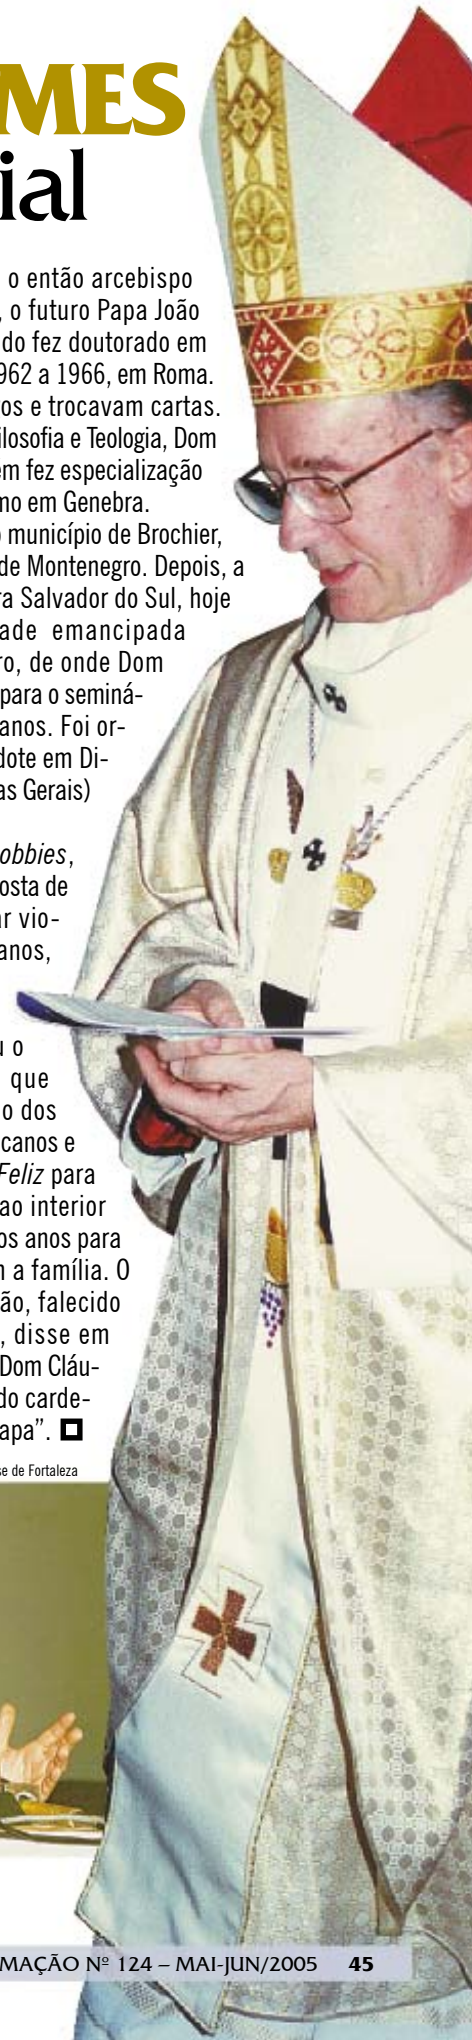 MES
ial
o então arcebispo
, o futuro Papa João
do fez doutorado em
962 a 1966, em Roma.
os e trocavam cartas.
ilosofia e Teologia, Dom
em fez especialização
mo em Genebra.
o município de Brochier,
de Montenegro. Depois, a
ra Salvador do Sul, hoje
ade emancipada
ro, de onde Dom
para o seminá-
anos. Foi or-
dote em Di-
as Gerais)
obbies,
osta de
ar vio-
anos,
u o
que
o dos
canos e
Feliz para
ao interior
os anos para
m a família. O
ão, falecido
, disse em
Dom Cláu-
do carde-
apa”.
se de Fortaleza
MAÇÃO Nº 124 – MAI-JUN/2005 45